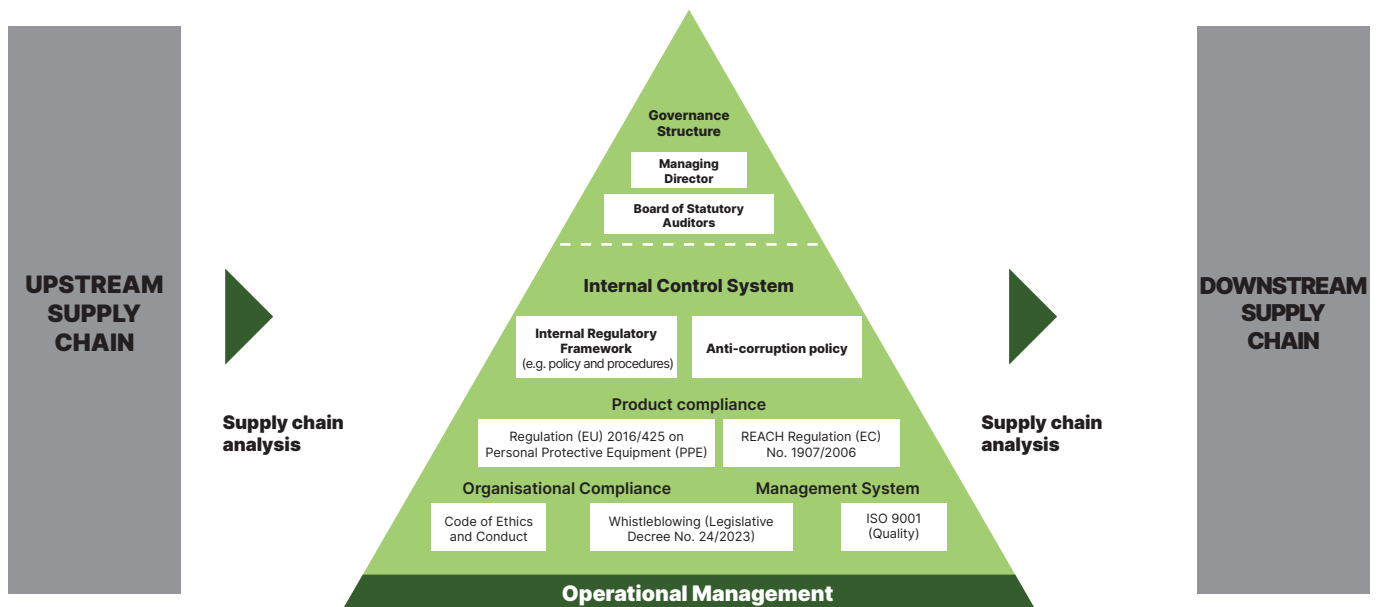 UPSTREAM
SUPPLY
CHAIN
Supply chain
analysis
Governance
Structure
Managing
Director
Board of Statutory
Auditors
Internal Control System
Internal Regulatory
Framework
(e.g. policy and procedures)
Anti-corruption policy
Product compliance
Regulation (EU) 2016/425 on
Personal Protective Equipment (PPE)
REACH Regulation (EC)
No. 1907/2006
Organisational Compliance
Code of Ethics
and Conduct
Whistleblowing (Legislative
Decree No. 24/2023)
Management System
ISO 9001
(Quality)
Operational Management
Supply chain
analysis
DOWNSTREAM
SUPPLY
CHAIN